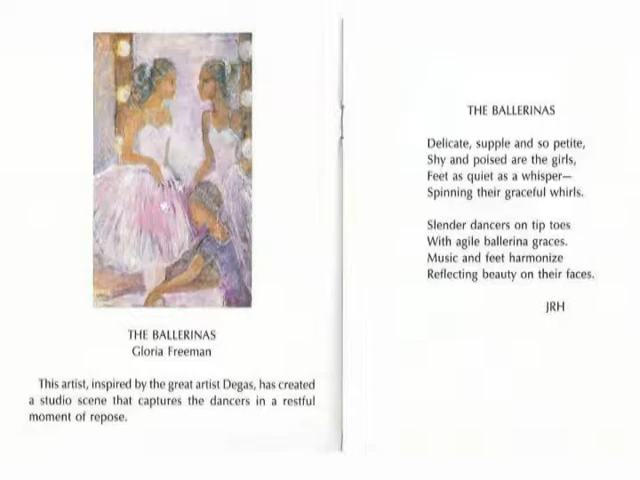 THE BALLERINAS
Gloria Freeman
This artist, inspired by the great artist Degas, has created
a studio scene that captures the dancers in a restful
moment of repose.
THE BALLERINAS
Delicate, supple and so petite,
Shy and poised are the girls,
Feet as quiet as a whisper—
Spinning their graceful whirls.
Slender dancers on tip toes
With agile ballerina graces.
Music and feet harmonize
Reflecting beauty on their faces.
JRH